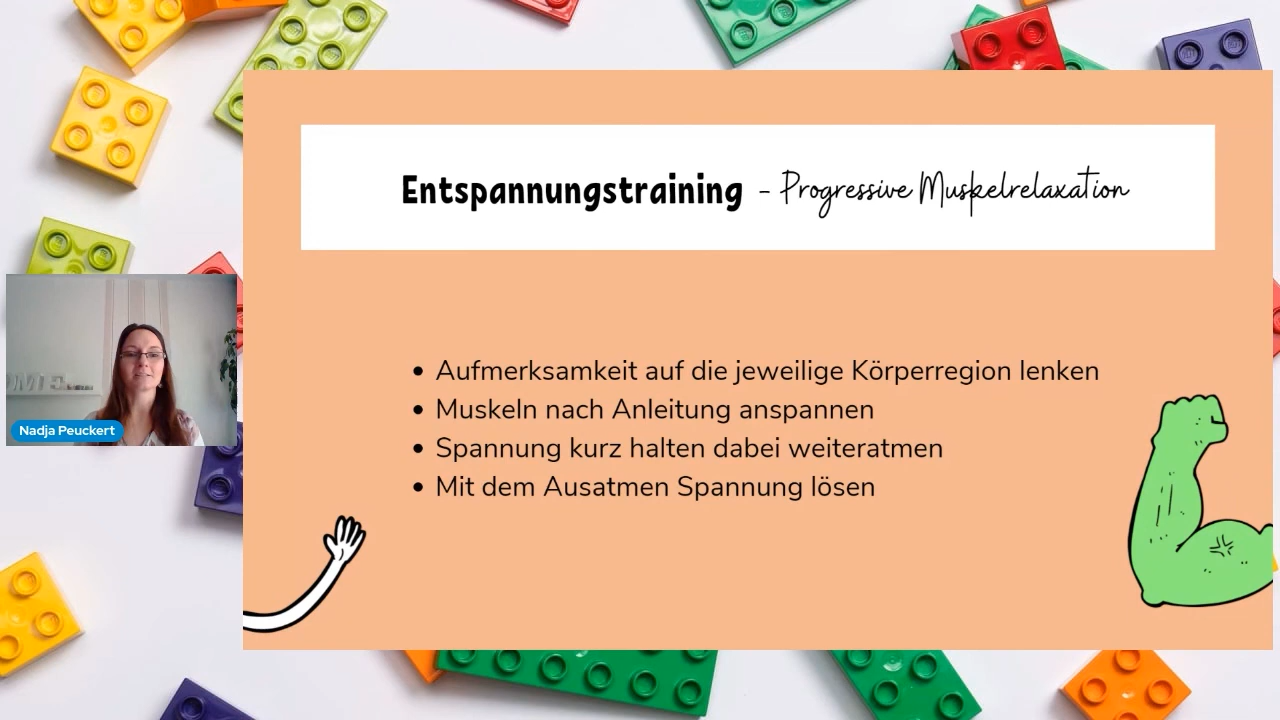 Entspannungstraining - Progressive Muskelrelaxation
• Aufmerksamkeit auf die jeweilige Körperregion lenken
• Muskeln nach Anleitung anspannen
• Spannung kurz halten dabei weiteratmen
• Mit dem Ausatmen Spannung lösen
Nadja Peuckert